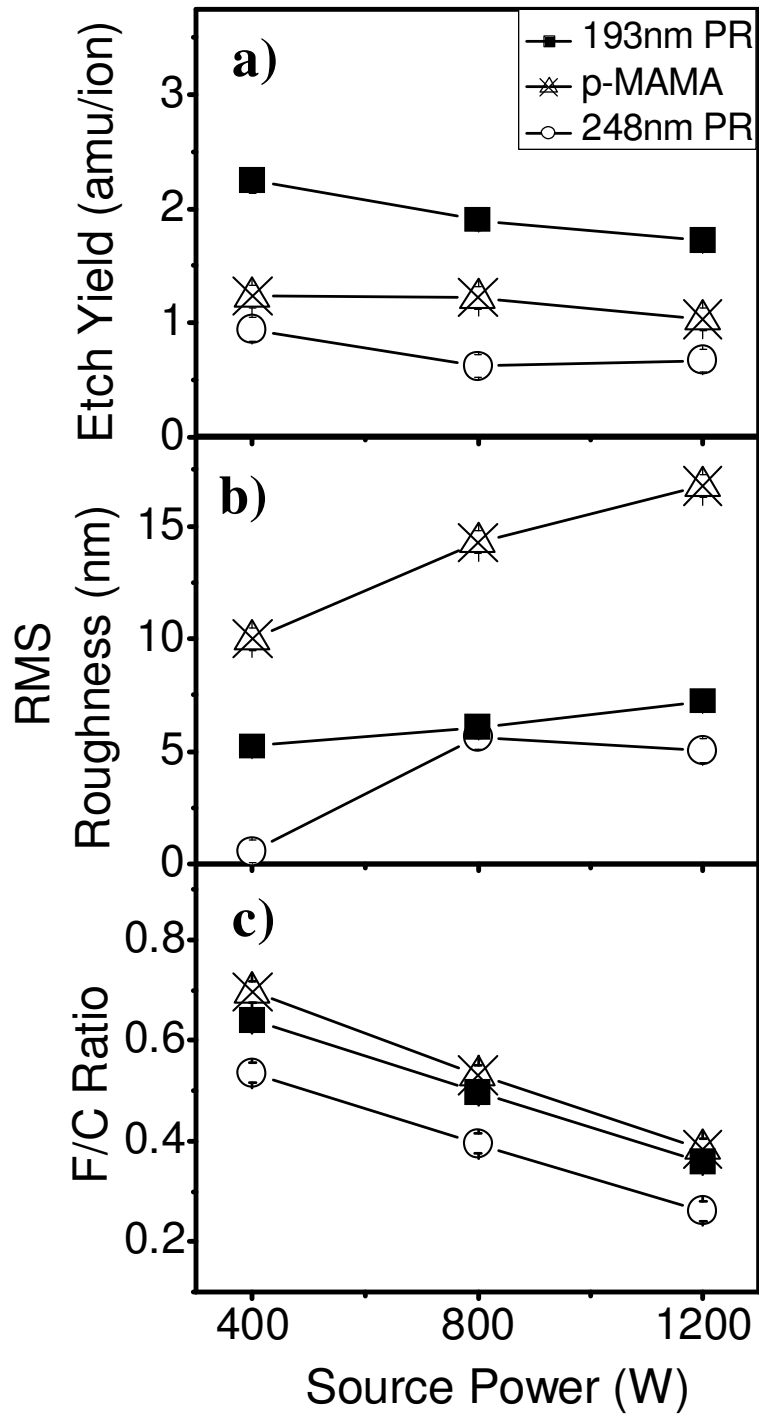 a)
193nm PR
p-MAMA
248nm PR
Etch Yield (amu/ion)
3
2
1
0
b)
RMS
Roughness (nm)
15
10
5
0
c)
F/C Ratio
0.8
0.6
0.4
0.2
400 800 1200
Source Power (W)